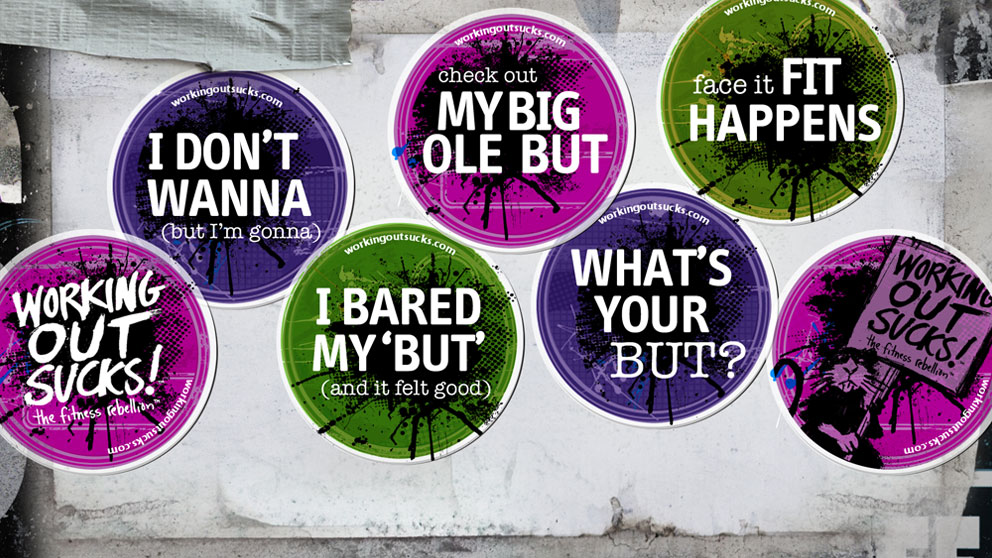 workingoutsucks.com
I DON'T
WANNA
(but I'm gonna)
workingoutsucks.com
check out
MY BIG
OLE BUT
workingoutsucks.com
face it FIT
HAPPENS
WORKING
OUT
SUCKS!
the fitness rebellion™
workingoutsucks.com
workingoutsucks.com
I BARED
MY 'BUT'
(and it felt good)
workingoutsucks.com
WHAT'S
YOUR
BUT?
WORKING
OUT
SUCKS!
the fitness rebellion
workingoutsucks.com